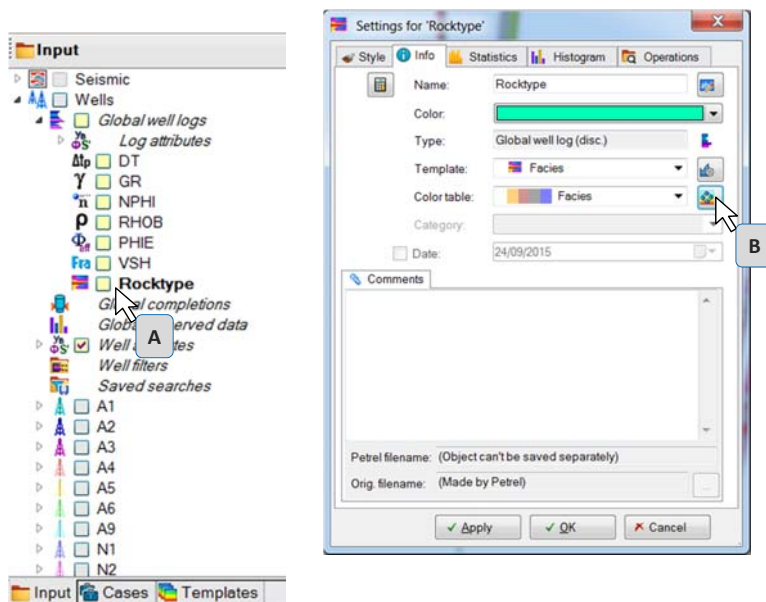 Input
Seismic
Wells
Global well logs
Log attributes
Δtp DT
γ GR
NPHI
ρ RHOB
PHIE
Fra VSH
Rocktype
completions
erved data
Well
Well filters
Saved searches
A1
A2
A3
A4
A5
A6
A9
N1
N2
Input Cases Templates
A
Settings for 'Rocktype'
Style Info Statistics Histogram Operations
Name: Rocktype
Color:
Type: Global well log (disc.)
Template: Facies
Color table: Facies
Category:
Date: 24/09/2015
Comments
Petrel filename: (Object can't be saved separately)
Orig. filename: (Made by Petrel)
...
Apply OK Cancel
B